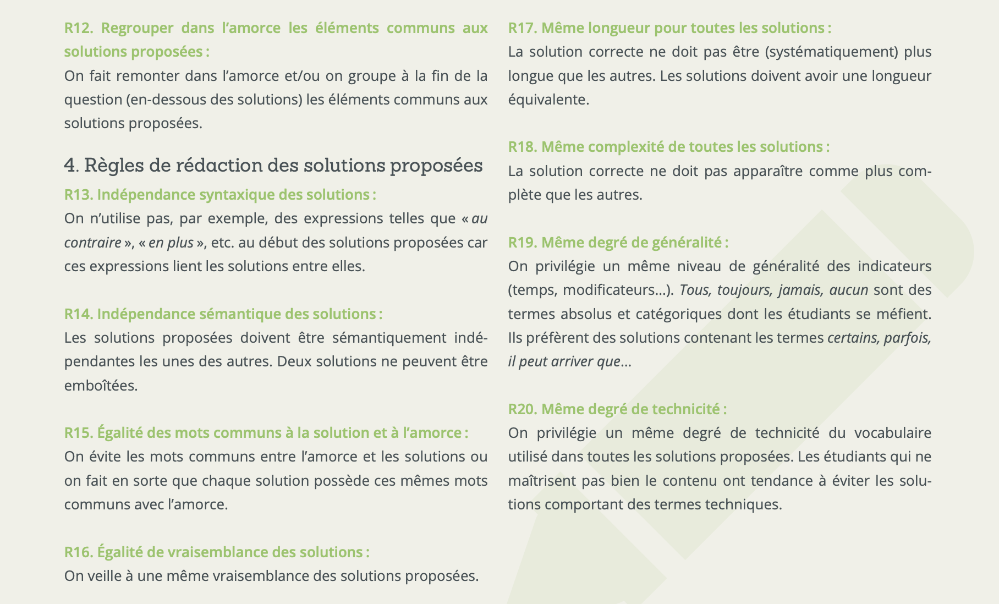 R12. Regrouper dans l’amorce les éléments communs aux
solutions proposées :
On fait remonter dans l’amorce et/ou on groupe à la fin de la
question (en-dessous des solutions) les éléments communs aux
solutions proposées.
4. Règles de rédaction des solutions proposées
R13. Indépendance syntaxique des solutions :
On n’utilise pas, par exemple, des expressions telles que « au
contraire », « en plus », etc. au début des solutions proposées car
ces expressions lient les solutions entre elles.
R14. Indépendance sémantique des solutions :
Les solutions proposées doivent être sémantiquement indé-
pendantes les unes des autres. Deux solutions ne peuvent être
emboîtées.
R15. Égalité des mots communs à la solution et à l’amorce :
On évite les mots communs entre l’amorce et les solutions ou
on fait en sorte que chaque solution possède ces mêmes mots
communs avec l’amorce.
R16. Égalité de vraisemblance des solutions :
On veille à une même vraisemblance des solutions proposées.
R17. Même longueur pour toutes les solutions :
La solution correcte ne doit pas être (systématiquement) plus
longue que les autres. Les solutions doivent avoir une longueur
équivalente.
R18. Même complexité de toutes les solutions :
La solution correcte ne doit pas apparaître comme plus com-
plète que les autres.
R19. Même degré de généralité :
On privilégie un même niveau de généralité des indicateurs
(temps, modificateurs…). Tous, toujours, jamais, aucun sont des
termes absolus et catégoriques dont les étudiants se méfient.
Ils préfèrent des solutions contenant les termes certains, parfois,
il peut arriver que…
R20. Même degré de technicité :
On privilégie un même degré de technicité du vocabulaire
utilisé dans toutes les solutions proposées. Les étudiants qui ne
maîtrisent pas bien le contenu ont tendance à éviter les solu-
tions comportant des termes techniques.